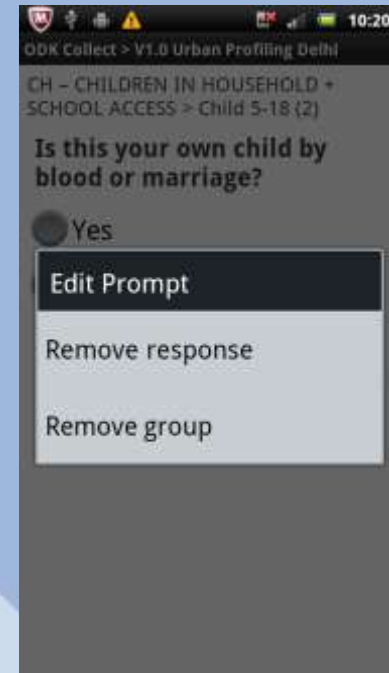 10:20
ODK Collect > V1.0 Urban Profiling Delhi
CH – CHILDREN IN HOUSEHOLD +
SCHOOL ACCESS > Child 5-18 (2)
Is this your own child by
blood or marriage?
Yes
Edit Prompt
Remove response
Remove group